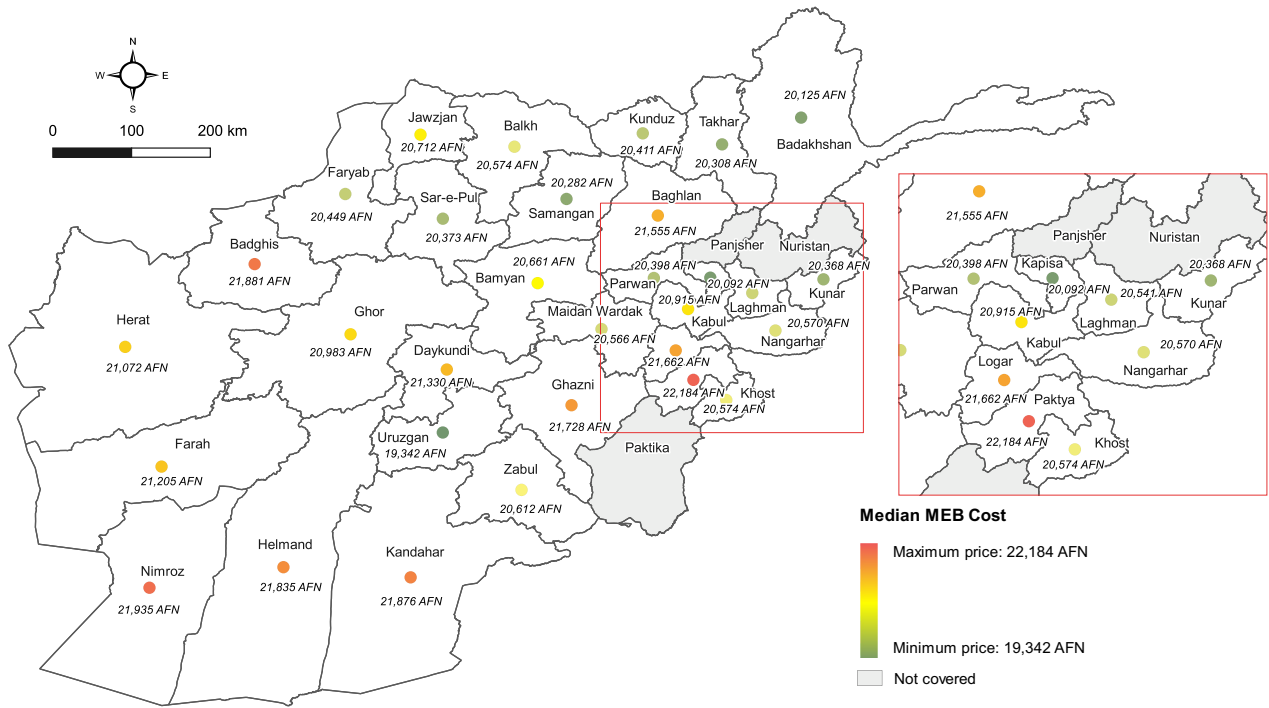 N
W E
S
0 100 200 km
Jawzjan
20,712 AFN
Balkh
20,574 AFN
Kunduz
20,411 AFN
Takhar
20,308 AFN
20,125 AFN
Badakhshan
Faryab
20,449 AFN
Sar-e-Pul
20,373 AFN
20,282 AFN
Samangan
Baghlan
21,555 AFN
Badghis
21,881 AFN
Panjsher
Nuristan
20,661 AFN
Bamyan
20,398 AFN
Parwan
20,092 AFN
20,368 AFN
Kunar
20,915 AFN
Kabul
Laghman
Herat
21,072 AFN
Ghor
20,983 AFN
Maidan Wardak
20,566 AFN
20,570 AFN
Nangarhar
Daykundi
21,330 AFN
21,662 AFN
Ghazni
21,728 AFN
22,184 AFN
Khost
20,574 AFN
Farah
21,205 AFN
Uruzgan
19,342 AFN
Paktika
Zabul
20,612 AFN
Nimroz
21,935 AFN
Helmand
21,835 AFN
Kandahar
21,876 AFN
21,555 AFN
Panjsher
Nuristan
20,398 AFN
Parwan
Kapisa
20,092 AFN
20,541 AFN
Laghman
20,368 AFN
Kunar
20,915 AFN
Kabul
20,570 AFN
Nangarhar
Logar
21,662 AFN
Paktya
22,184 AFN
Khost
20,574 AFN
Median MEB Cost
Maximum price: 22,184 AFN
Minimum price: 19,342 AFN
Not covered